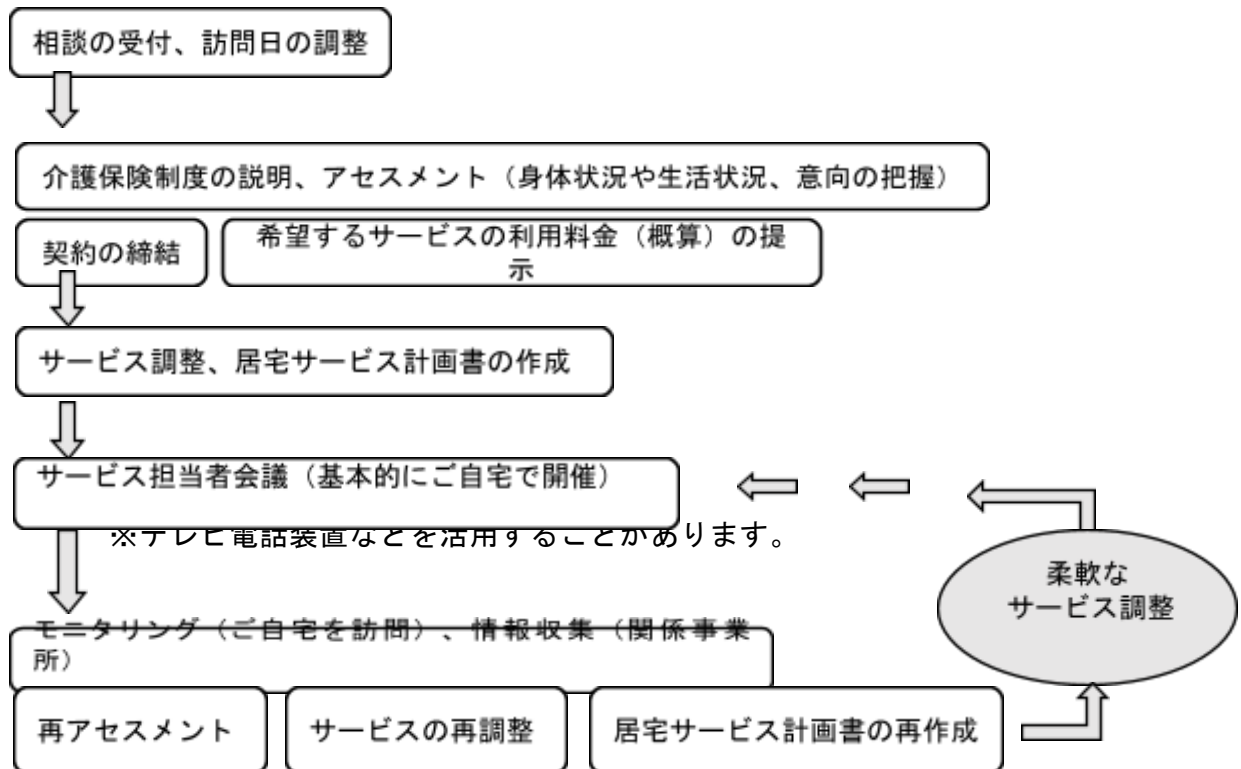 相談の受付、訪問日の調整
介護保険制度の説明、アセスメント（身体状況や生活状況、意向の把握）
契約の締結
希望するサービスの利用料金（概算）の提
示
サービス調整、居宅サービス計画書の作成
サービス担当者会議（基本的にご自宅で開催）
※テレビ電話装置などを活用することがあります。
柔軟な
サービス調整
モニタリング（ご自宅を訪問）、情報収集（関係事業
所）
再アセスメント
サービスの再調整
居宅サービス計画書の再作成